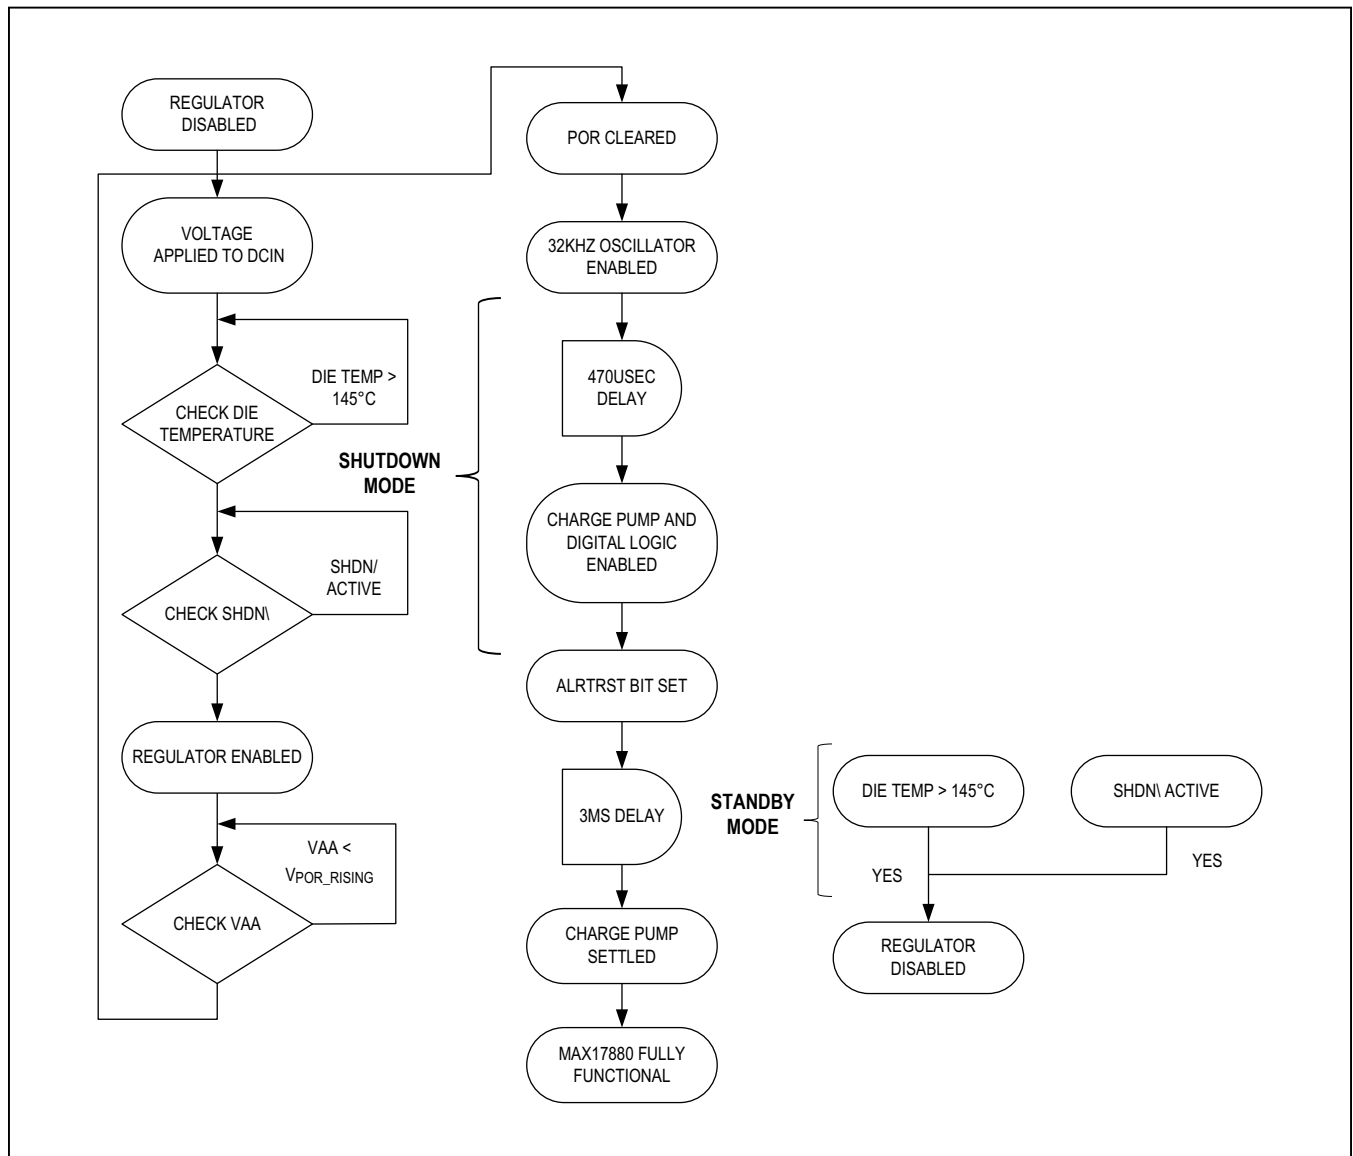 REGULATOR
DISABLED
VOLTAGE
APPLIED TO DCIN
DIE TEMP >
145°C
CHECK DIE
TEMPERATURE
SHDN/
ACTIVE
CHECK SHDN\
REGULATOR ENABLED
VAA <
VPOR_RISING
CHECK VAA
SHUTDOWN
MODE
POR CLEARED
32KHZ OSCILLATOR
ENABLED
470USEC
DELAY
CHARGE PUMP AND
DIGITAL LOGIC
ENABLED
ALRTRST BIT SET
3MS DELAY
CHARGE PUMP
SETTLED
MAX17880 FULLY
FUNCTIONAL
STANDBY
MODE
DIE TEMP > 145°C
SHDN\ ACTIVE
YES
YES
REGULATOR
DISABLED